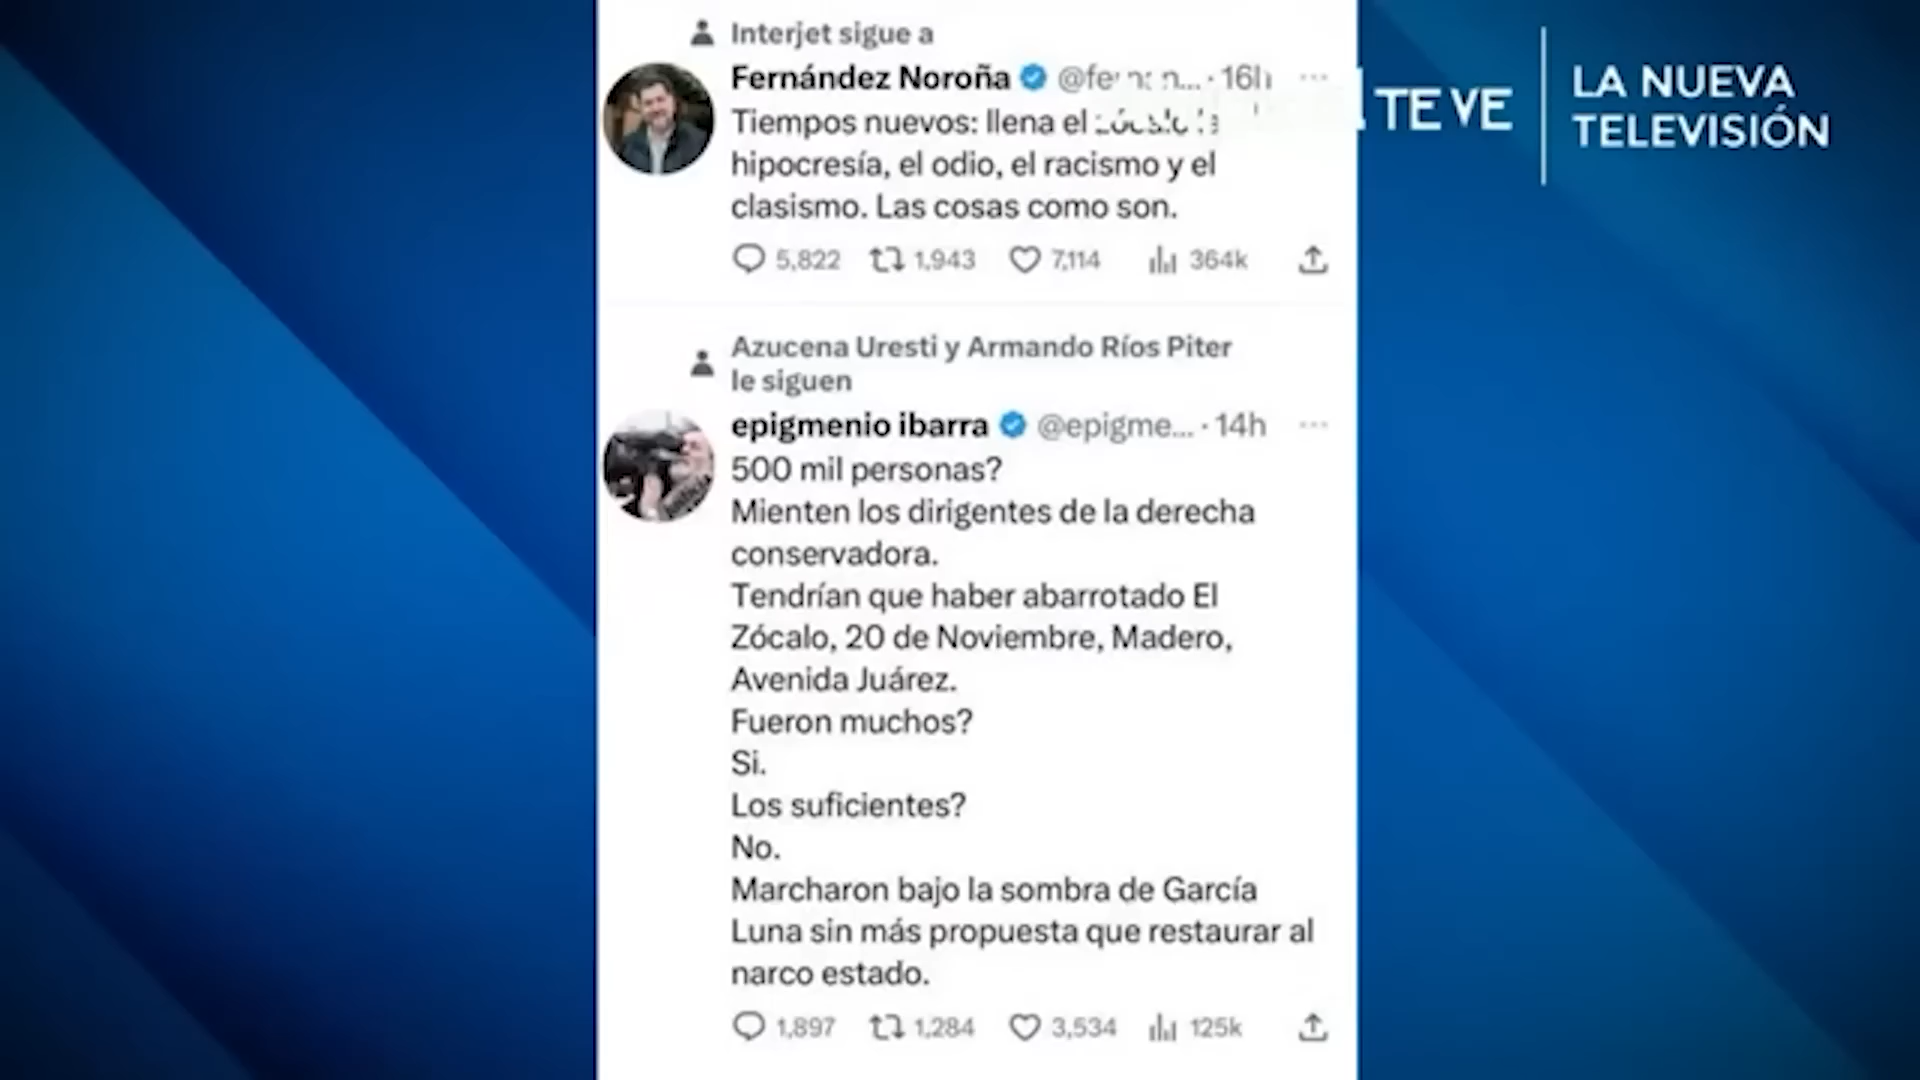 Interjet sigue a
Fernández Noroña 16h
Tiempos nuevos: llena el
hipocresía, el odio, el racismo y el
clasismo. Las cosas como son.
5,822 1,943 7,114 364k
Azucena Uresti y Armando Ríos Piter
le siguen
epigmenio ibarra @epigme... · 14h
500 mil personas?
Mienten los dirigentes de la derecha
conservadora.
Tendrían que haber abarrotado El
Zócalo, 20 de Noviembre, Madero,
Avenida Juárez.
Fueron muchos?
Si.
Los suficientes?
No.
Marcharon bajo la sombra de García
Luna sin más propuesta que restaurar al
narco estado.
1,897 1,284 3,534 125k
TE VE
LA NUEVA
TELEVISIÓN